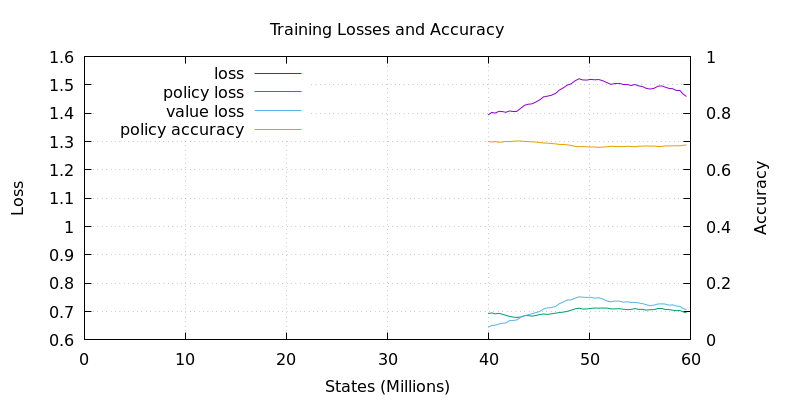 Training Losses and Accuracy
1.6
1.5
1.4
1.3
1.2
1.1
1
0.9
0.8
0.7
0.6
Loss
loss
policy loss
value loss
policy accuracy
1
0.8
0.6
0.4
0.2
0
Accuracy
0 10 20 30 40 50 60
States (Millions)